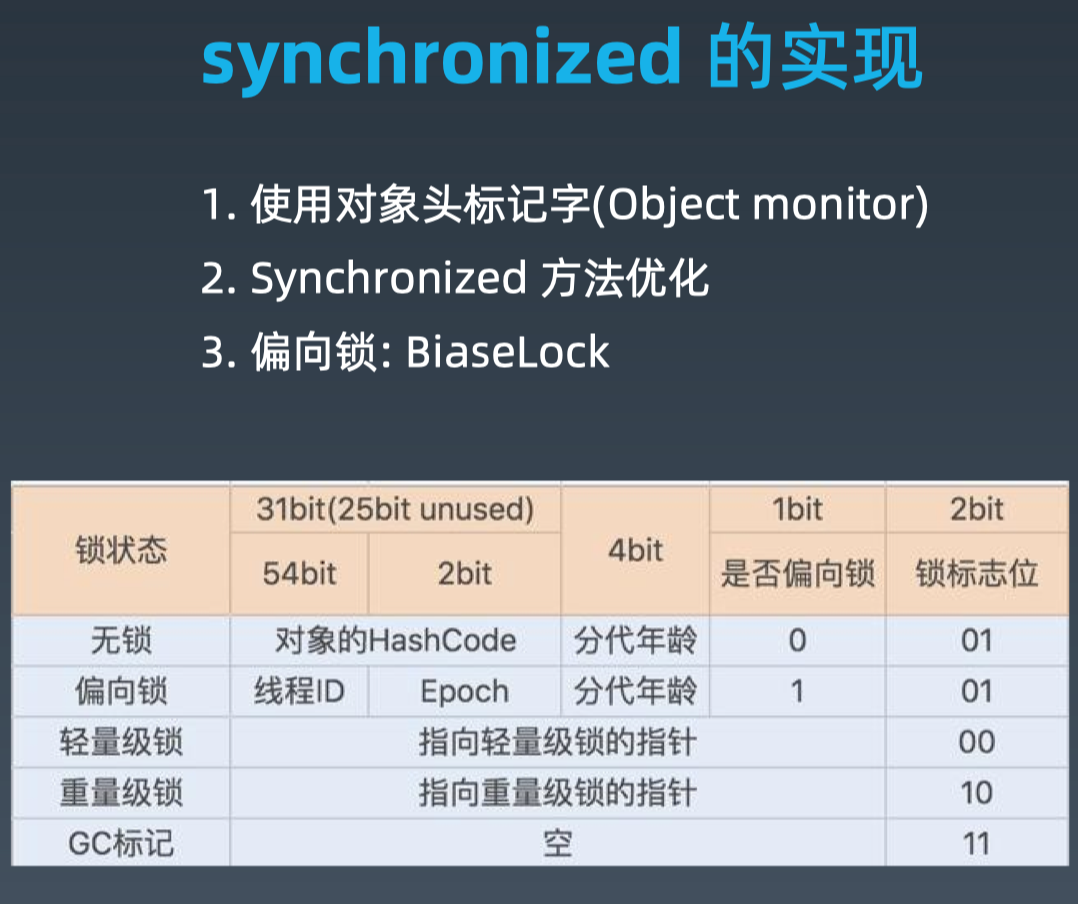 synchronized 的实现
1. 使用对象头标记字(Object monitor)
2. Synchronized 方法优化
3. 偏向锁: BiaseLock
锁状态 31bit(25bit unused) 4bit 1bit 2bit
54bit 2bit 是否偏向锁 锁标志位
无锁 对象的HashCode 分代年龄 0 01
偏向锁 线程ID Epoch 分代年龄 1 01
轻量级锁 指向轻量级锁的指针 00
重量级锁 指向重量级锁的指针 10
GC标记 空 11